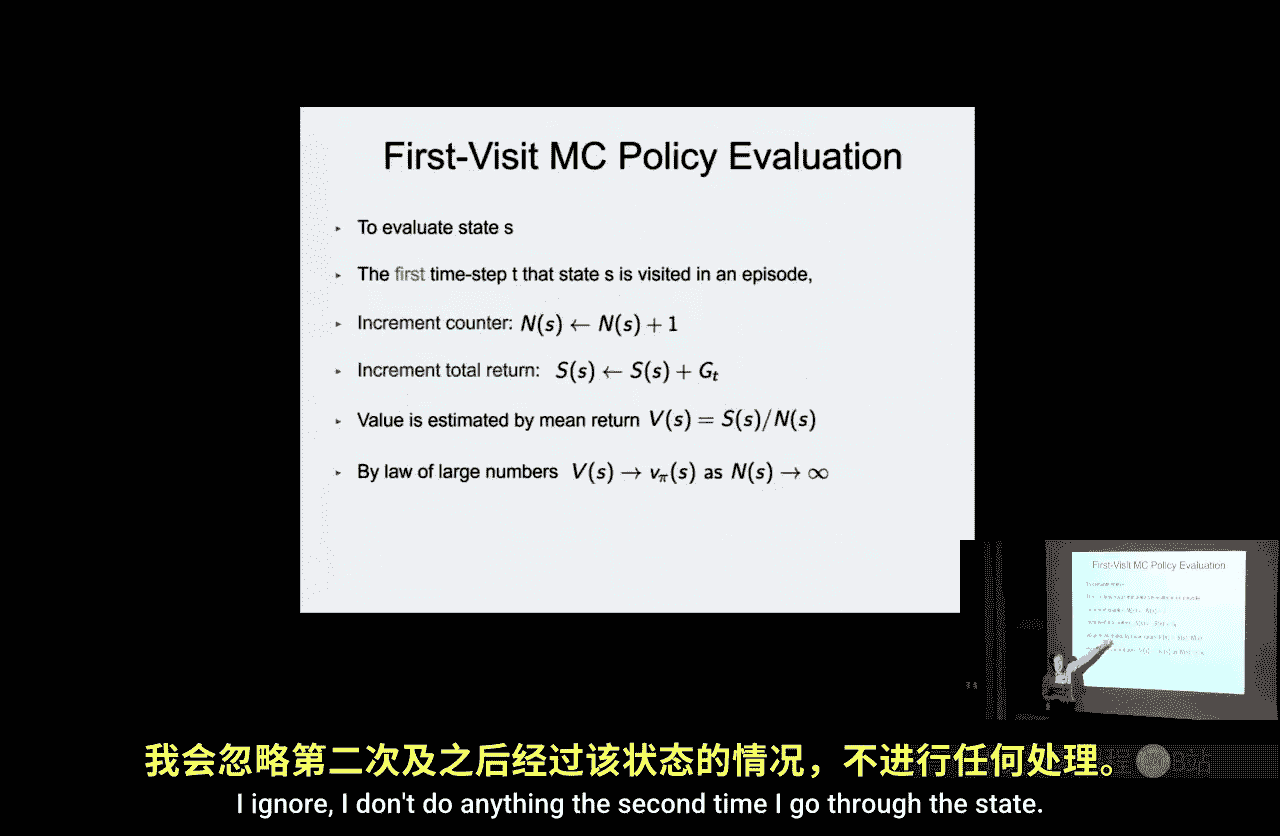 First-Visit MC Policy Evaluation
To evaluate state s
The first time-step t that state s is visited in an episode,
Increment counter: N(s) ← N(s) + 1
Increment total return: S(s) ← S(s) + Gₜ
Value is estimated by mean return V(s) = S(s)/N(s)
By law of large numbers V(s) → vπ(s) as N(s) → ∞
First-Visit MC Policy Evaluation
我会忽略第二次及之后经过该状态的情况，不进行任何处理。
I ignore, I don't do anything the second time I go through the state.